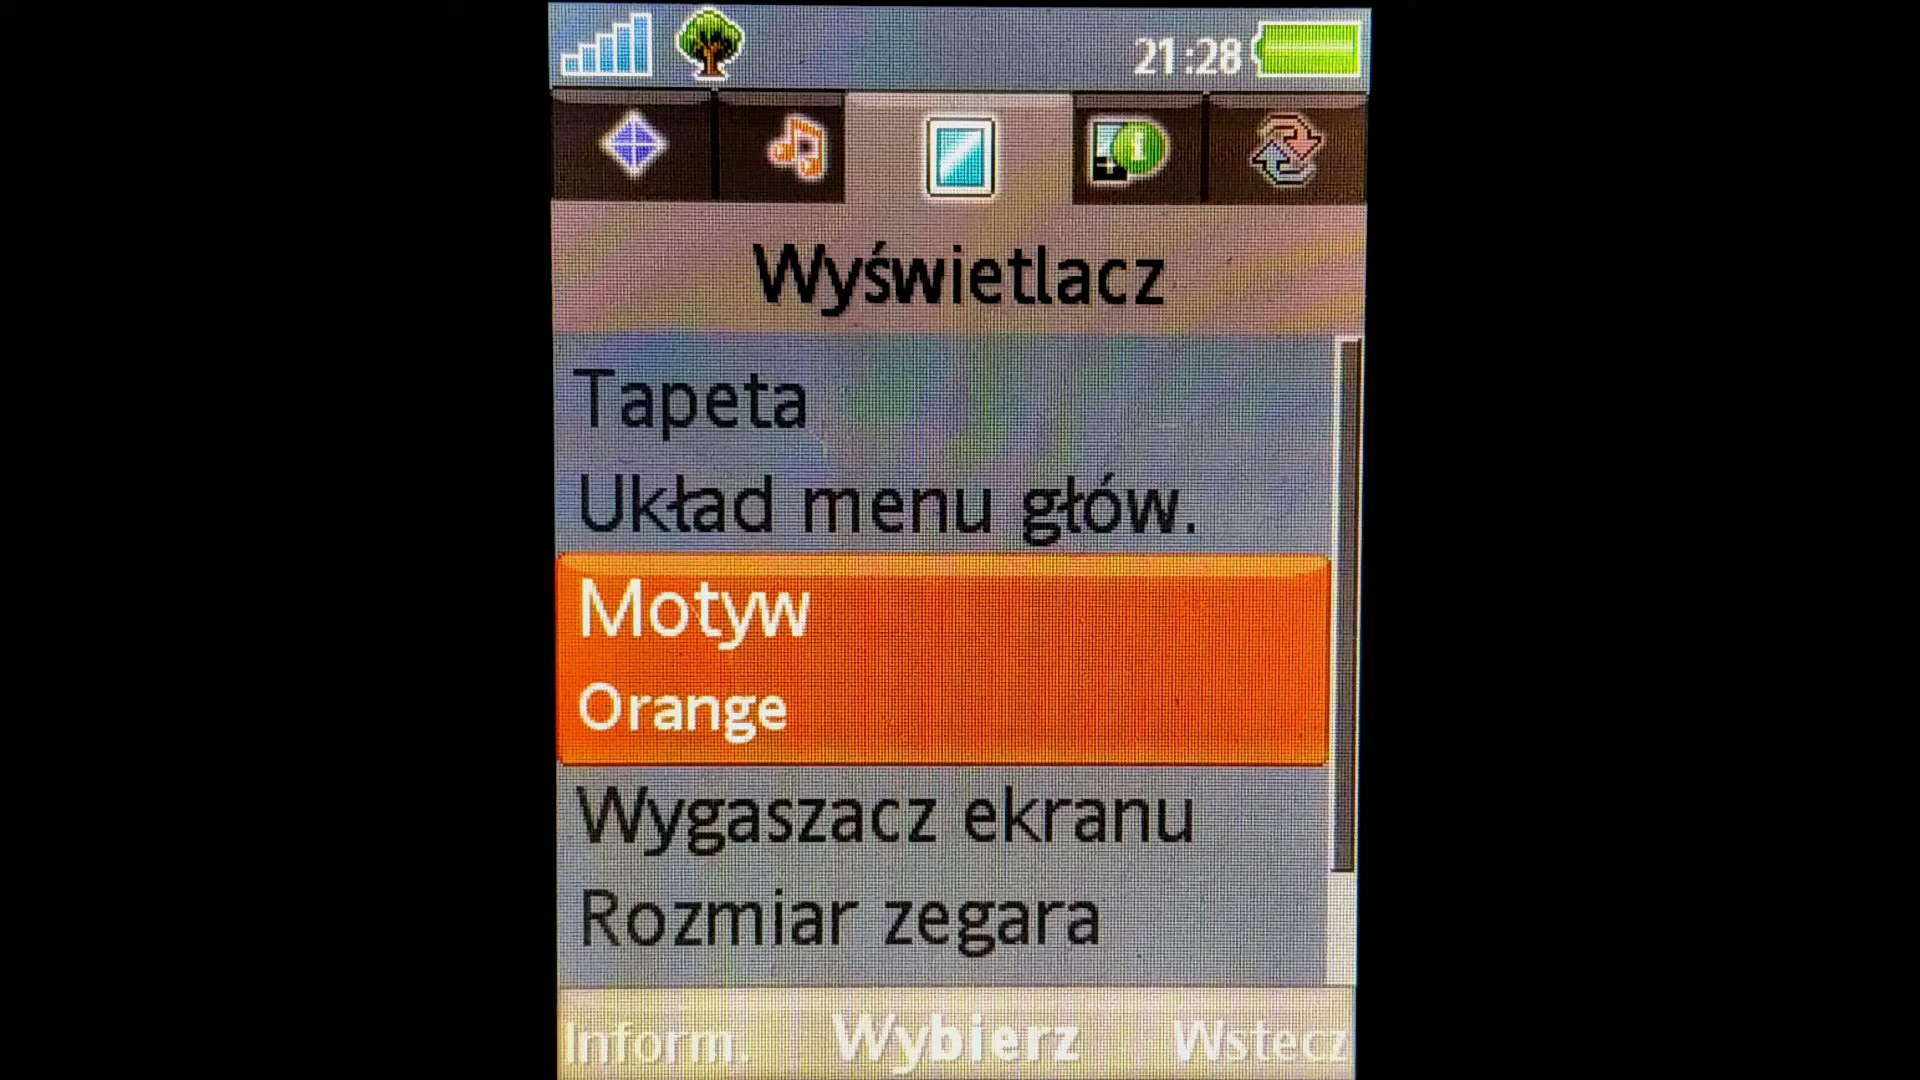 21:28
Wyświetlacz
Tapeta
Układ menu głów.
Motyw
Orange
Wygaszacz ekranu
Rozmiar zegara
Inform. Wybierz Wstecz